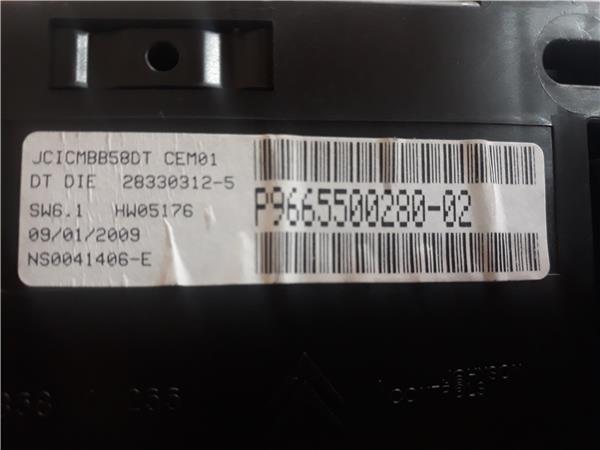 JCICMBB58DT CEM01
DT DIE 28330312-5
SW6.1 HW05176
09/01/2009
NS0041406-E
P9665500280-02